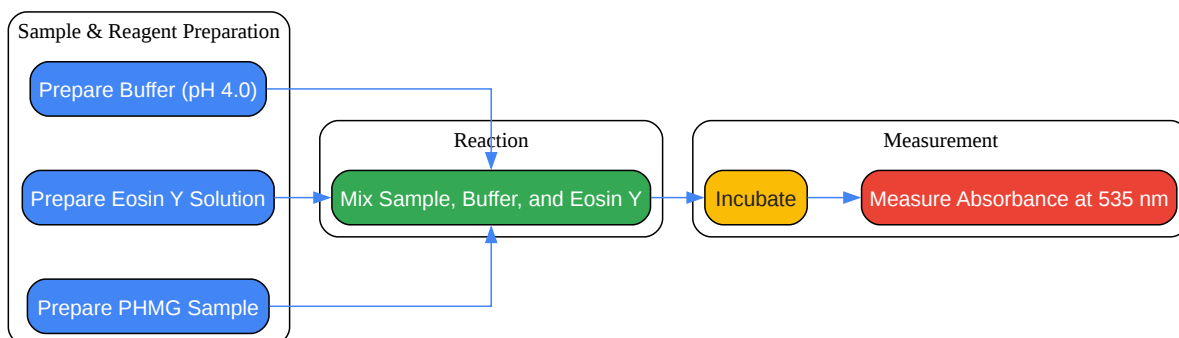 Sample & Reagent Preparation
Prepare Buffer (pH 4.0)
Prepare Eosin Y Solution
Prepare PHMG Sample
Reaction
Mix Sample, Buffer, and Eosin Y
Measurement
Incubate
Measure Absorbance at 535 nm